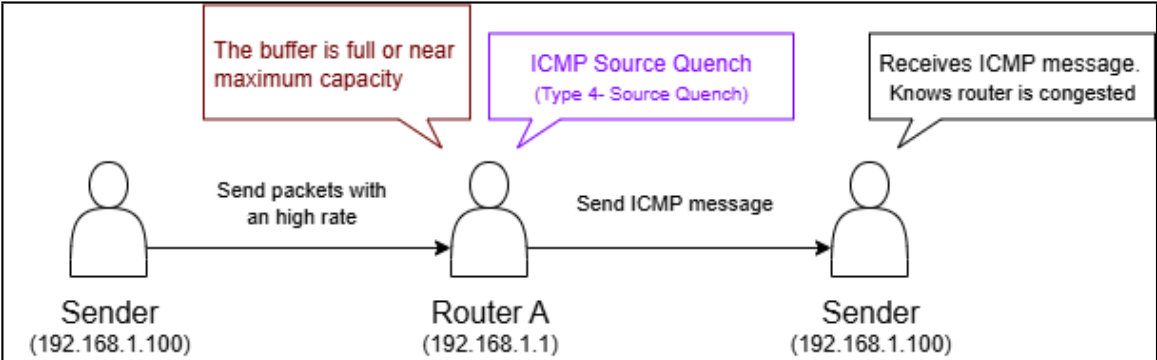 The buffer is full or near
maximum capacity
ICMP Source Quench
(Type 4- Source Quench)
Receives ICMP message.
Knows router is congested
Send packets with
an high rate
Send ICMP message
Sender
(192.168.1.100)
Router A
(192.168.1.1)
Sender
(192.168.1.100)